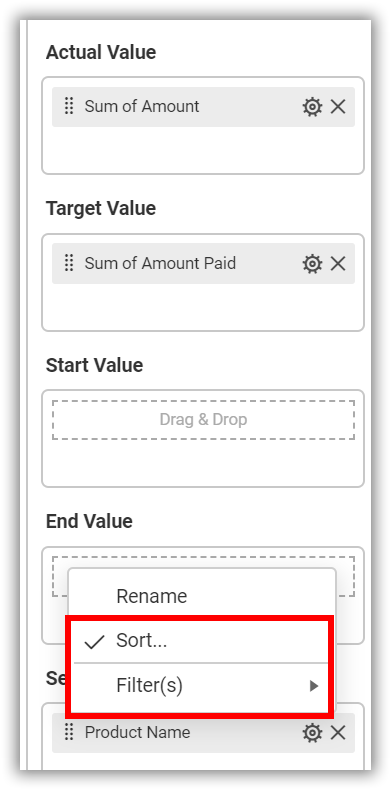 Actual Value
Sum of Amount
Target Value
Sum of Amount Paid
Start Value
Drag & Drop
End Value
Rename
Sort...
Filter(s)
Product Name